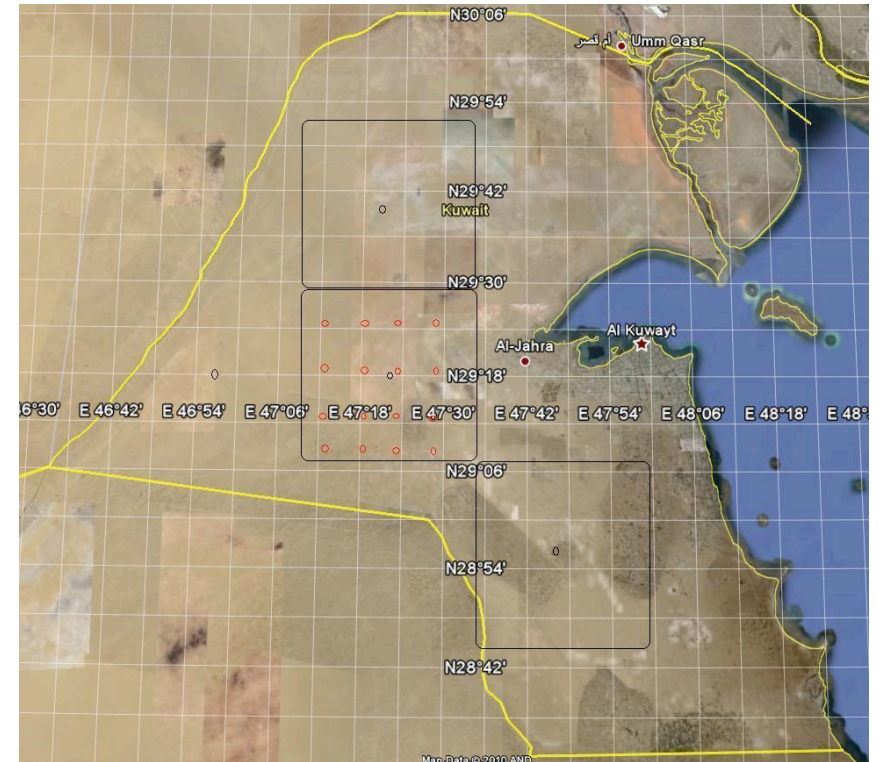 N30°06'
أم قصر Umm Qasr
N29°54'
N29°42'
Kuwait
N29°30'
Al Kuwayt
Al-Jahra
N29°18'
46°30' E 46°42' E 46°54' E 47°06' E 47°18' E 47°30' E 47°42' E 47°54' E 48°06' E 48°18' E 48°
N29°06'
N28°54'
N28°42'
Map Data © 2010 AND